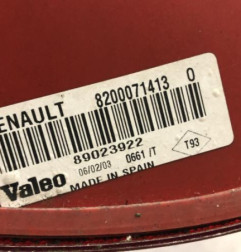 ENAULT 8200071413 0
89023922
06/02/03 0661 /T T93
Valeo MADE IN SPAIN